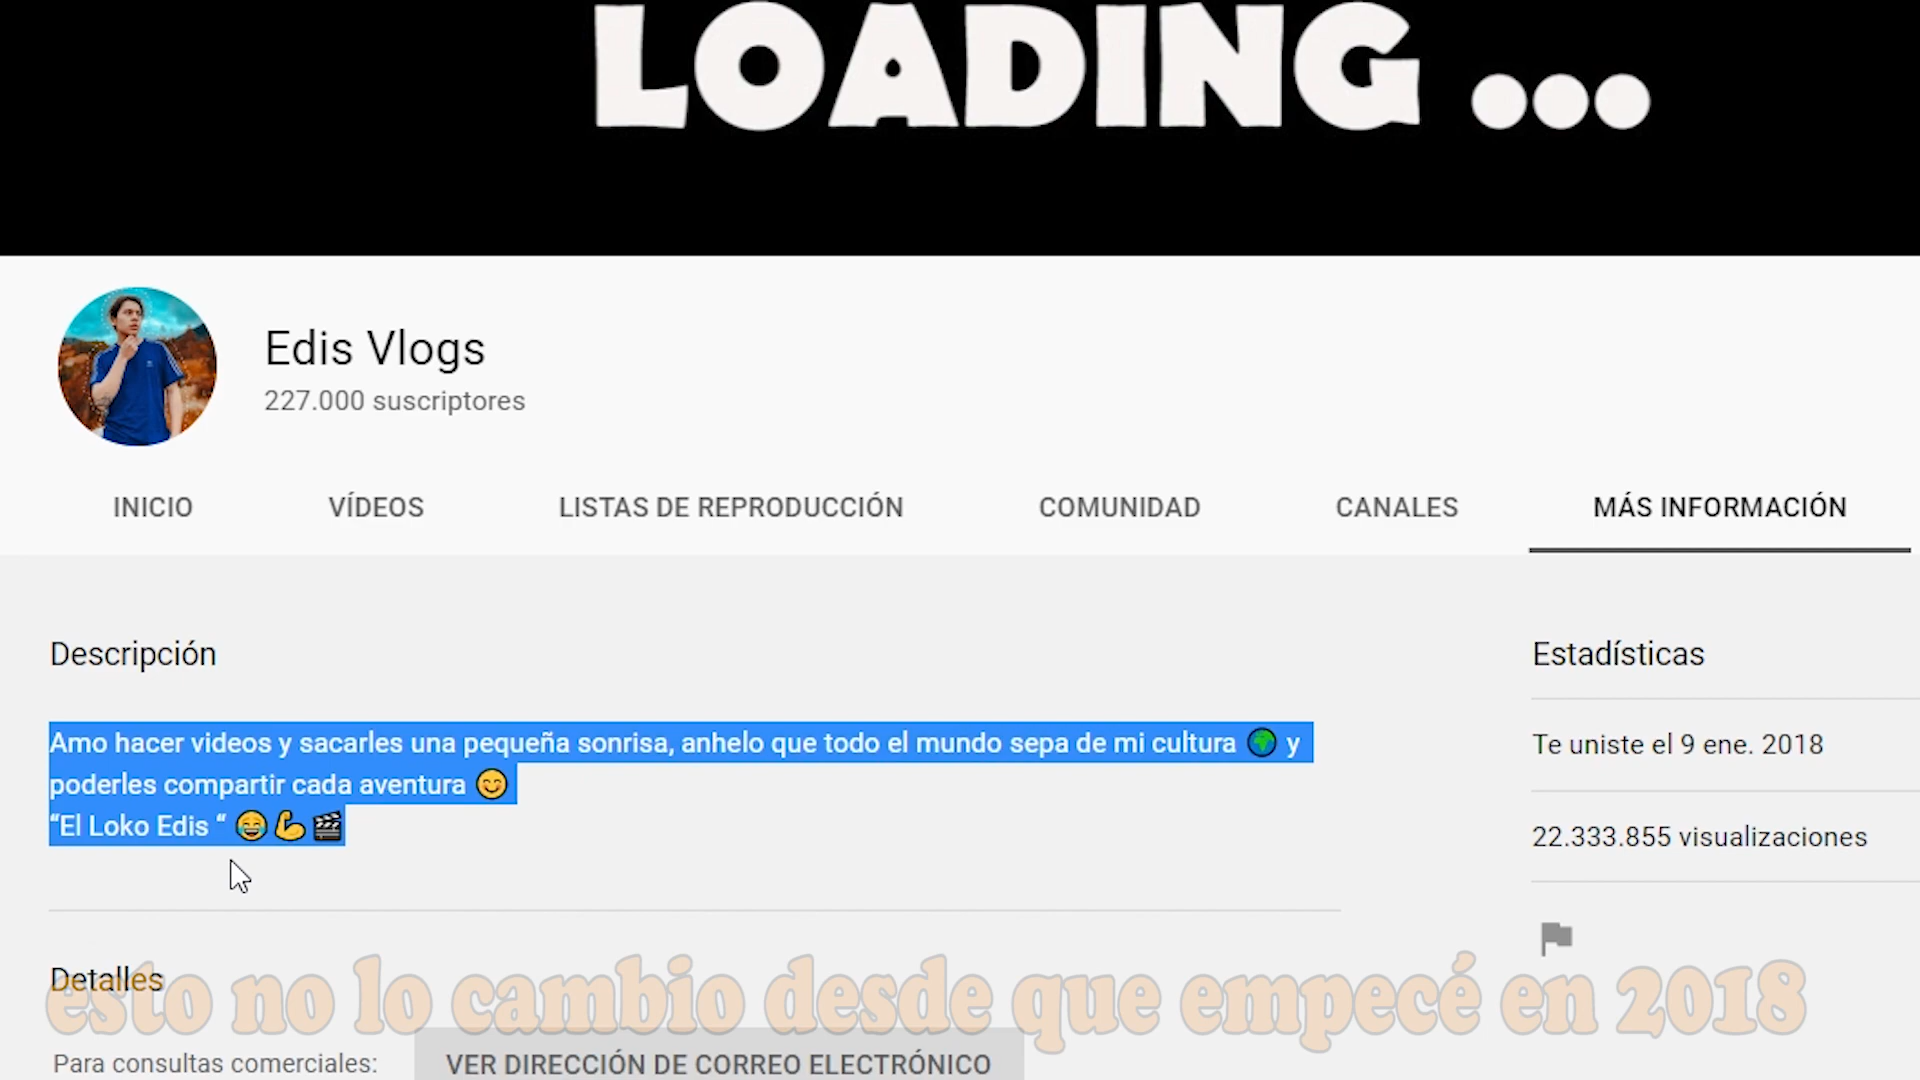 LOADING ...
Edis Vlogs
227.000 suscriptores
INICIO VÍDEOS LISTAS DE REPRODUCCIÓN COMUNIDAD CANALES MÁS INFORMACIÓN
Descripción
Amo hacer videos y sacarles una pequeña sonrisa, anhelo que todo el mundo sepa de mi cultura 🌍 y
poderles compartir cada aventura 😊
“El Loko Edis “ 😂💪🎬
Estadísticas
Te uniste el 9 ene. 2018
22.333.855 visualizaciones
Detalles
esto no lo cambio desde que empecé en 2018
Para consultas comerciales: VER DIRECCIÓN DE CORREO ELECTRÓNICO